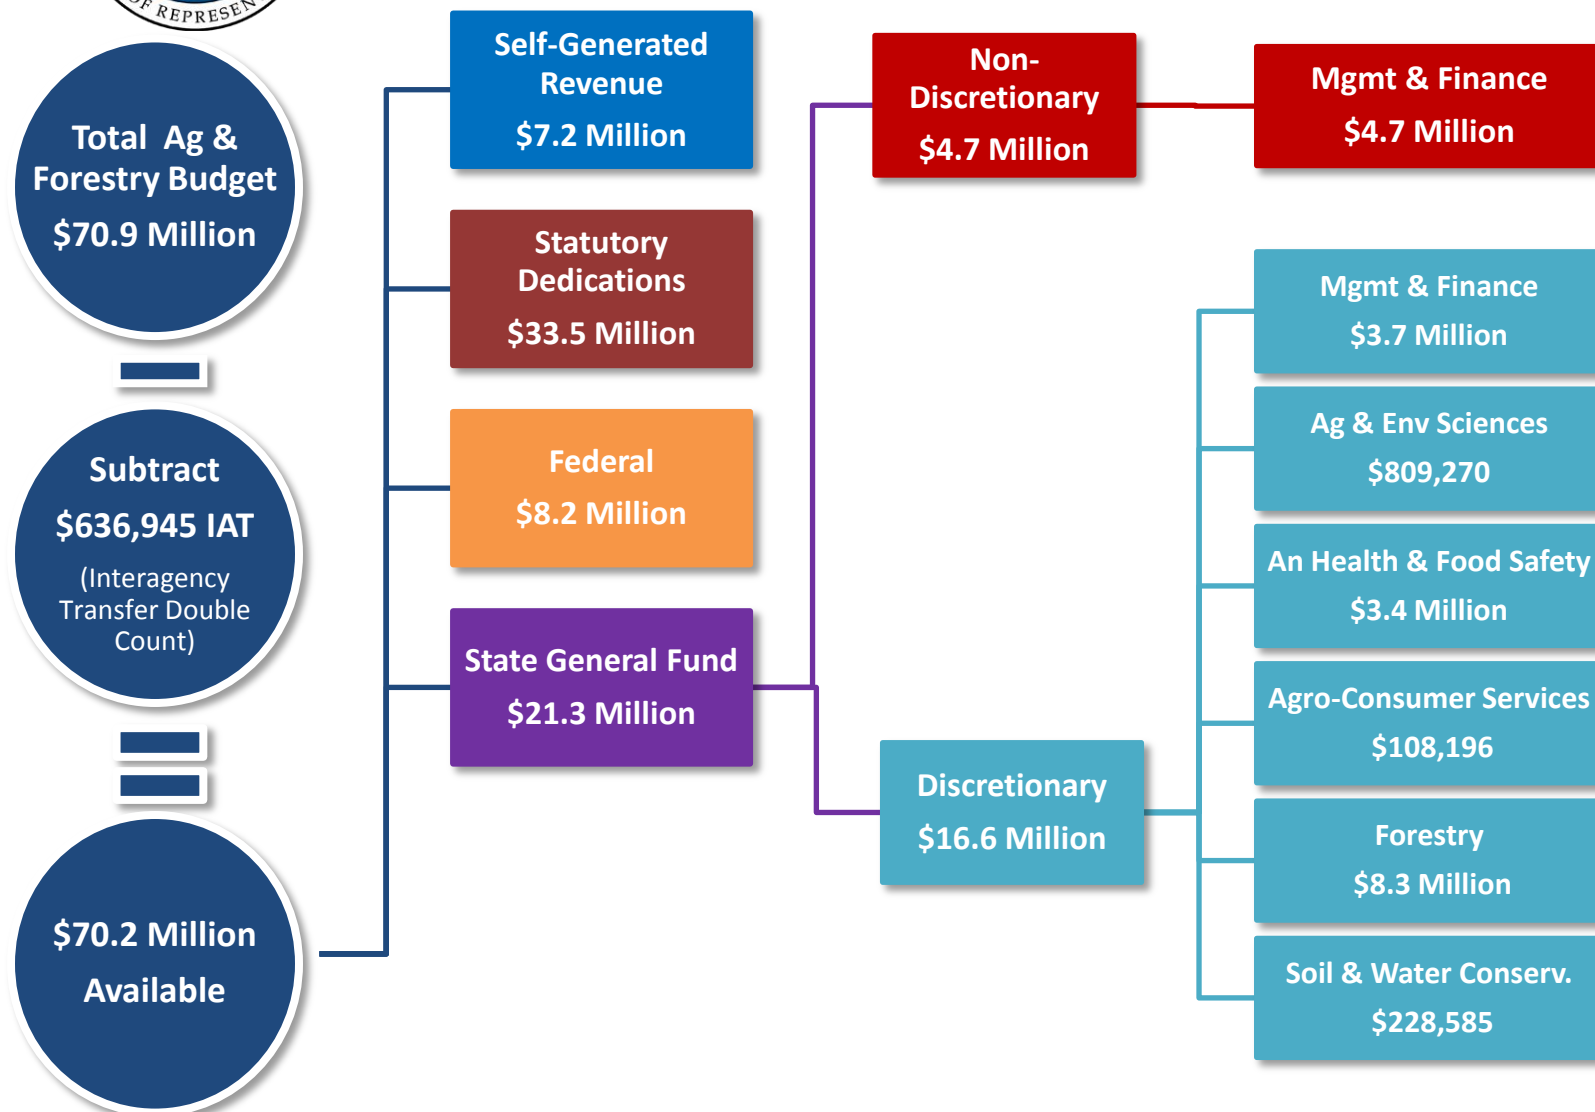 OF REPRESEN
Total Ag &
Forestry Budget
$70.9 Million
Subtract
$636,945 IAT
(Interagency
Transfer Double
Count)
$70.2 Million
Available
Self-Generated
Revenue
$7.2 Million
Statutory
Dedications
$33.5 Million
Federal
$8.2 Million
State General Fund
$21.3 Million
Non-
Discretionary
$4.7 Million
Discretionary
$16.6 Million
Mgmt & Finance
$4.7 Million
Mgmt & Finance
$3.7 Million
Ag & Env Sciences
$809,270
An Health & Food Safety
$3.4 Million
Agro-Consumer Services
$108,196
Forestry
$8.3 Million
Soil & Water Conserv.
$228,585